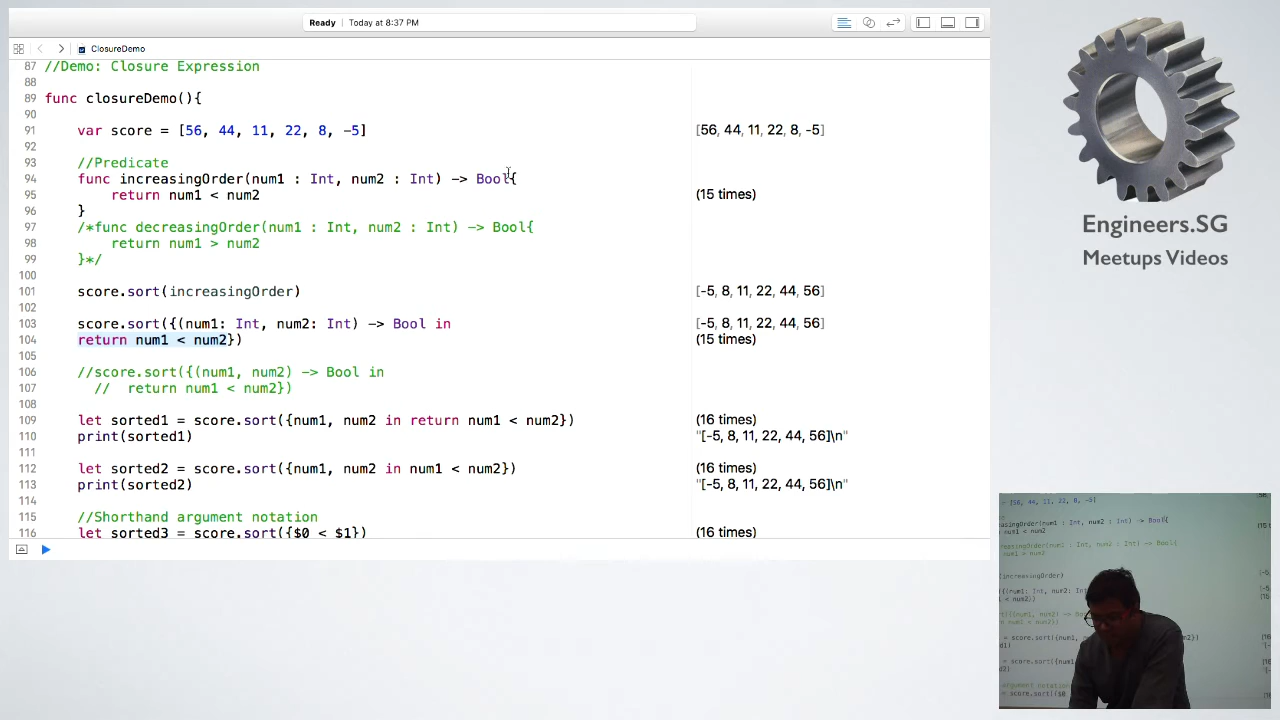 Ready | Today at 8:37 PM
ClosureDemo
87 //Demo: Closure Expression
88
89 func closureDemo(){
90
91 var score = [56, 44, 11, 22, 8, -5] [56, 44, 11, 22, 8, -5]
92
93 //Predicate
94 func increasingOrder(num1 : Int, num2 : Int) -> Bool{
95 return num1 < num2 (15 times)
96 }
97 /*func decreasingOrder(num1 : Int, num2 : Int) -> Bool{
98 return num1 > num2
99 }*/
100
101 score.sort(increasingOrder) [-5, 8, 11, 22, 44, 56]
102
103 score.sort({(num1: Int, num2: Int) -> Bool in [-5, 8, 11, 22, 44, 56]
104 return num1 < num2}) (15 times)
105
106 //score.sort({(num1, num2) -> Bool in
107 // return num1 < num2})
108
109 let sorted1 = score.sort({num1, num2 in return num1 < num2}) (16 times)
110 print(sorted1) "[-5, 8, 11, 22, 44, 56]\n"
111
112 let sorted2 = score.sort({num1, num2 in num1 < num2}) (16 times)
113 print(sorted2) "[-5, 8, 11, 22, 44, 56]\n"
114
115 //Shorthand argument notation
116 let sorted3 = score.sort({$0 < $1}) (16 times)
Engineers.SG
Meetups Videos